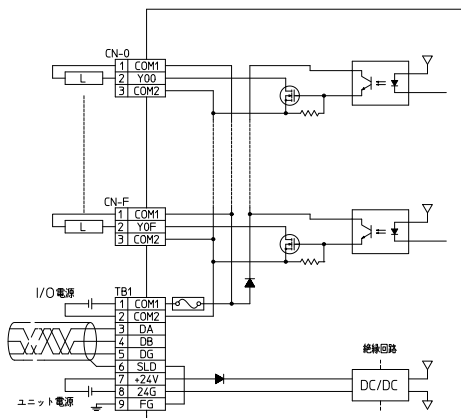 CN-0
1 COM1
L 2 Y00
3 COM2
CN-F
1 COM1
L 2 Y0F
3 COM2
TB1
I/O電源
1 COM1
2 COM2
3 DA
4 DB
5 DG
6 SLD
7 +24V
8 24G
9 FG
ユニット電源
絶縁回路
DC/DC